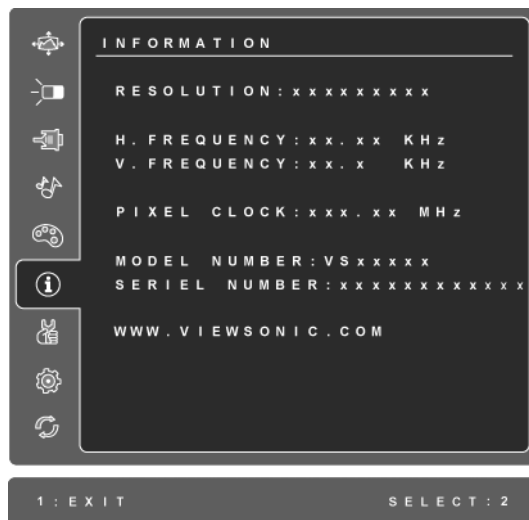 INFORMATION
RESOLUTION:xxxxxxxxx
H. FREQUENCY:xx.xx KHz
V. FREQUENCY:xx.x KHz
PIXEL CLOCK:xxx.xx MHz
MODEL NUMBER:VSxxxxx
SERIEL NUMBER:xxxxxxxxxxxx
WWW.VIEWSONIC.COM
1:EXIT SELECT:2